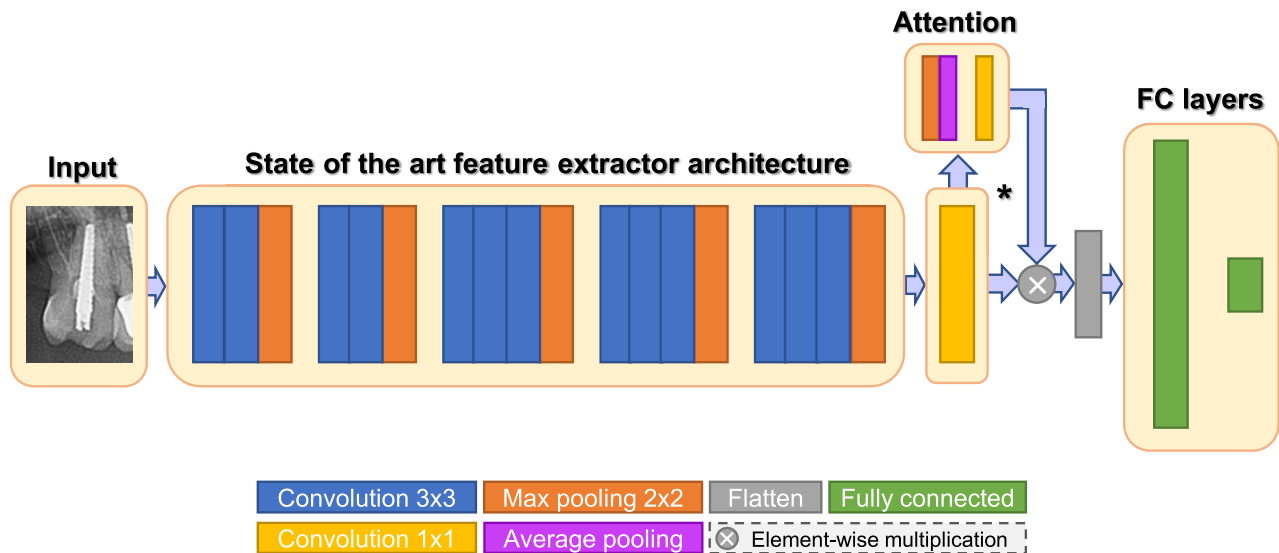 Attention
FC layers
Input
State of the art feature extractor architecture
*
Convolution 3x3
Max pooling 2x2
Flatten
Fully connected
Convolution 1x1
Average pooling
Element-wise multiplication